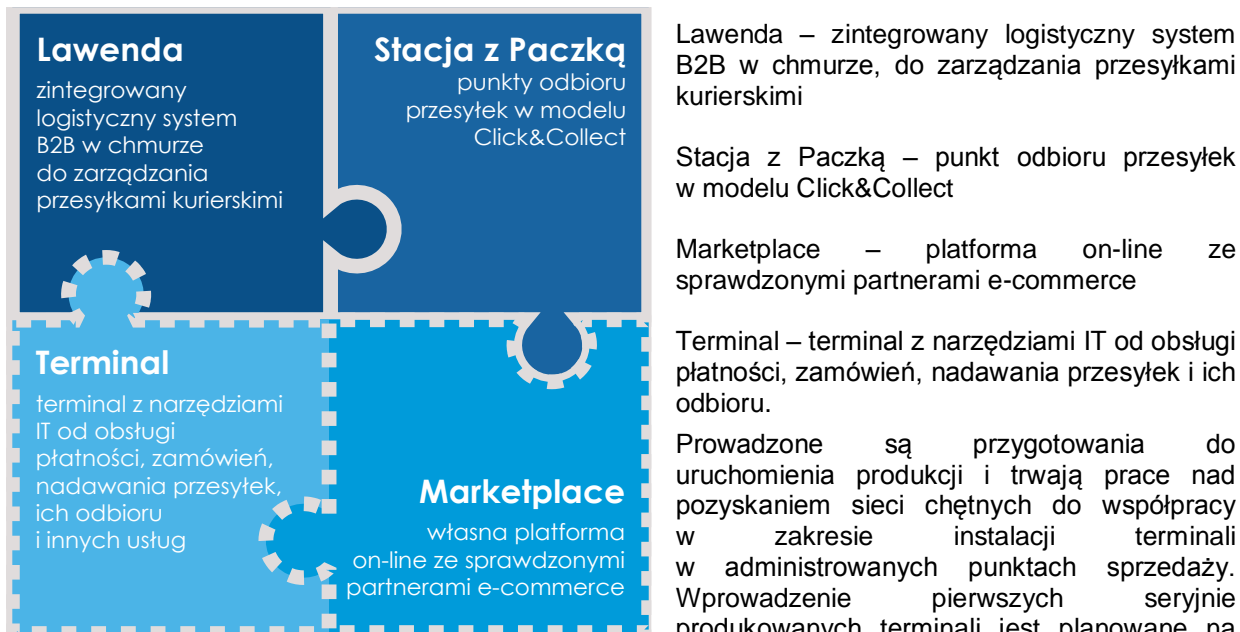 Lawenda
zintegrowany
logistyczny system
B2B w chmurze
do zarządzania
przesyłkami kurierskimi
Stacja z Paczką
punkty odbioru
przesyłek w modelu
Click&Collect
Terminal
terminal z narzędziami
IT od obsługi
płatności, zamówień,
nadawania przesyłek,
ich odbioru
i innych usług
Marketplace
własna platforma
on-line ze sprawdzonymi
partnerami e-commerce
Lawenda – zintegrowany logistyczny system
B2B w chmurze, do zarządzania przesyłkami
kurierskimi
Stacja z Paczką – punkt odbioru przesyłek
w modelu Click&Collect
Marketplace – platforma on-line ze
sprawdzonymi partnerami e-commerce
Terminal – terminal z narzędziami IT od obsługi
płatności, zamówień, nadawania przesyłek i ich
odbioru.
Prowadzone są przygotowania do
uruchomienia produkcji i trwają prace nad
pozyskaniem sieci chętnych do współpracy
w zakresie instalacji terminali
w administrowanych punktach sprzedaży.
Wprowadzenie pierwszych seryjnie
produkowanych terminali jest planowane na